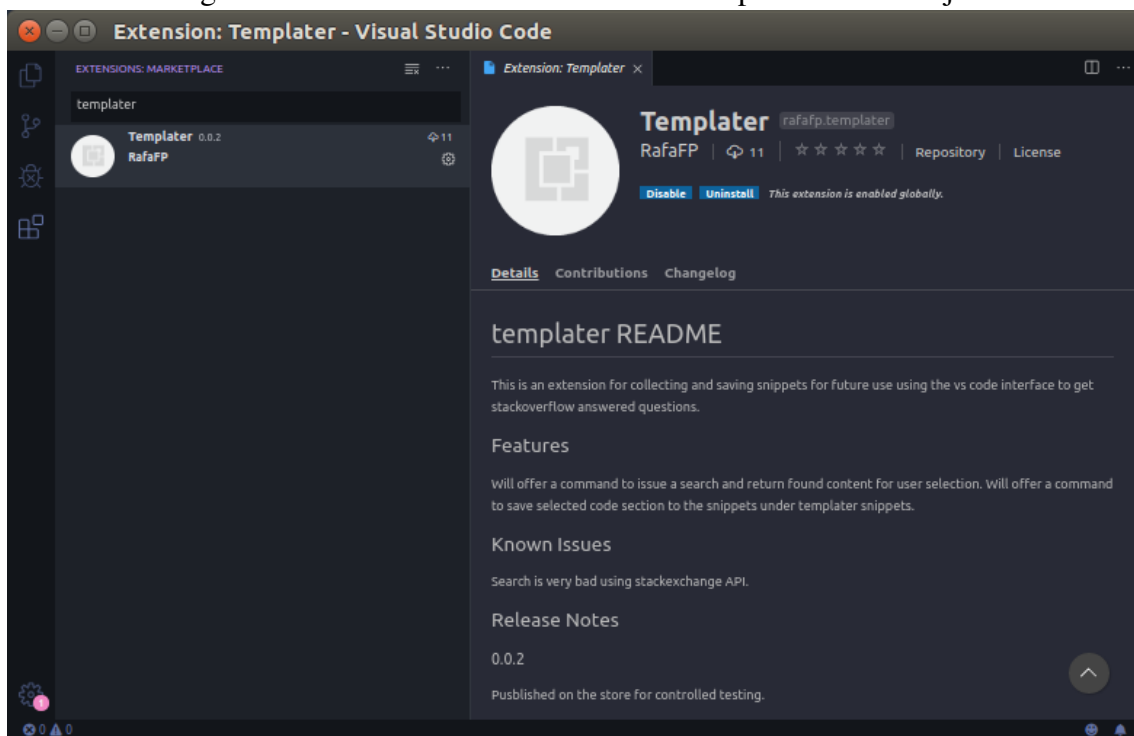 Extension: Templater - Visual Studio Code
EXTENSIONS: MARKETPLACE
templater
Templater 0.0.2 11
RafaFP
Extension: Templater
Templater rafafp.templater
RafaFP 11 Repository License
Disable Uninstall This extension is enabled globally.
Details Contributions Changelog
templater README
This is an extension for collecting and saving snippets for future use using the vs code interface to get
stackoverflow answered questions.
Features
Will offer a command to issue a search and return found content for user selection. Will offer a command
to save selected code section to the snippets under templater snippets.
Known Issues
Search is very bad using stackexchange API.
Release Notes
0.0.2
Pusblished on the store for controlled testing.
1
0 0